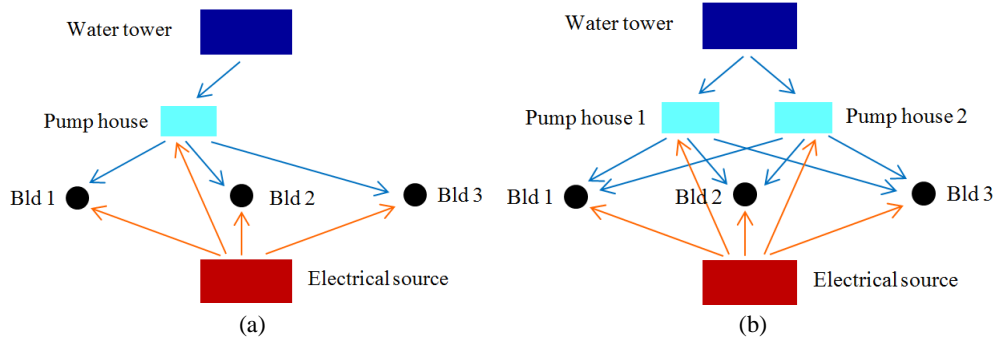 Water tower
Pump house
Bld 1
Bld 2
Bld 3
Electrical source
(a)
Water tower
Pump house 1
Pump house 2
Bld 1
Bld 2
Bld 3
Electrical source
(b)